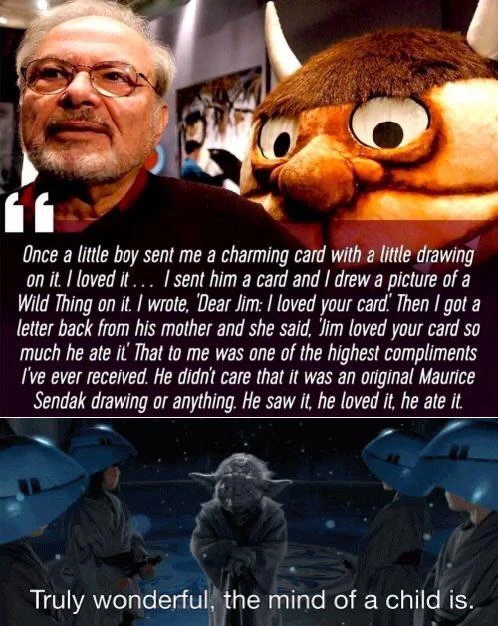 “
Once a little boy sent me a charming card with a little drawing
on it. I loved it . . . I sent him a card and I drew a picture of a
Wild Thing on it. I wrote, 'Dear Jim: I loved your card.' Then I got a
letter back from his mother and she said, 'Jim loved your card so
much he ate it.' That to me was one of the highest compliments
I've ever received. He didn't care that it was an original Maurice
Sendak drawing or anything. He saw it, he loved it, he ate it.
Truly wonderful, the mind of a child is.